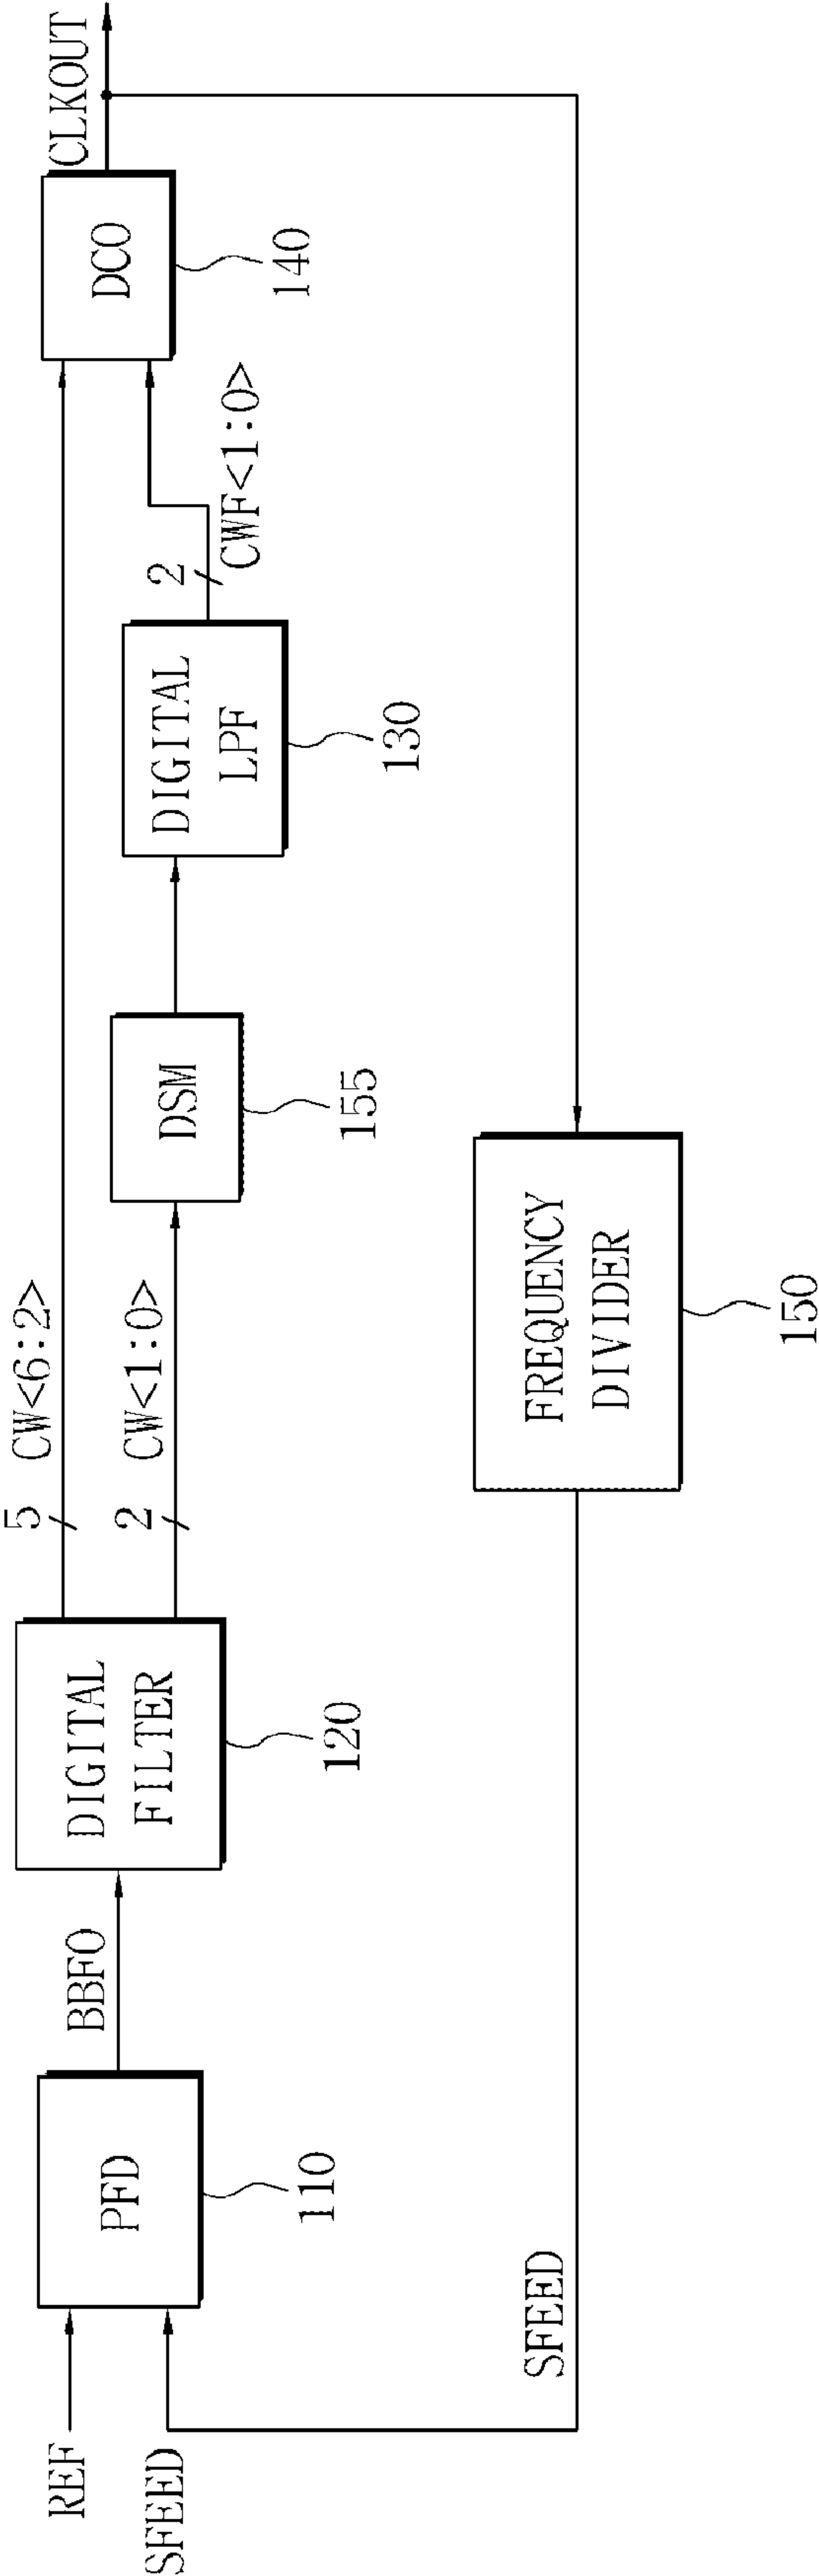 REF
SFEED
PFD
110
BBFO
DIGITAL
FILTER
120
5
CW<6:2>
2
CW<1:0>
DSM
155
DIGITAL
LPF
130
2
CWF<1:0>
DCO
140
CLKOUT
FREQUENCY
DIVIDER
150
SFEED